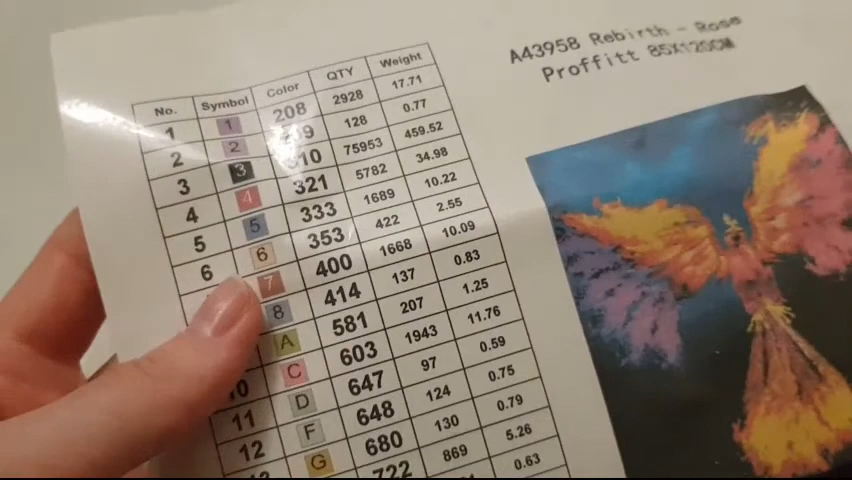 A43958 Rebirth - Rose
Proffitt 85X120CM
No. Symbol Color QTY Weight
1 1 208 2928 17.71
2 2 128 0.77
3 3 75953 459.52
4 4 321 5782 34.98
5 5 333 1689 10.22
6 6 353 422 2.55
7 400 1668 10.09
8 414 137 0.83
A 581 207 1.25
10 C 603 1943 11.76
11 D 647 97 0.59
12 F 648 124 0.75
G 680 130 0.79
722 869 5.26
0.63